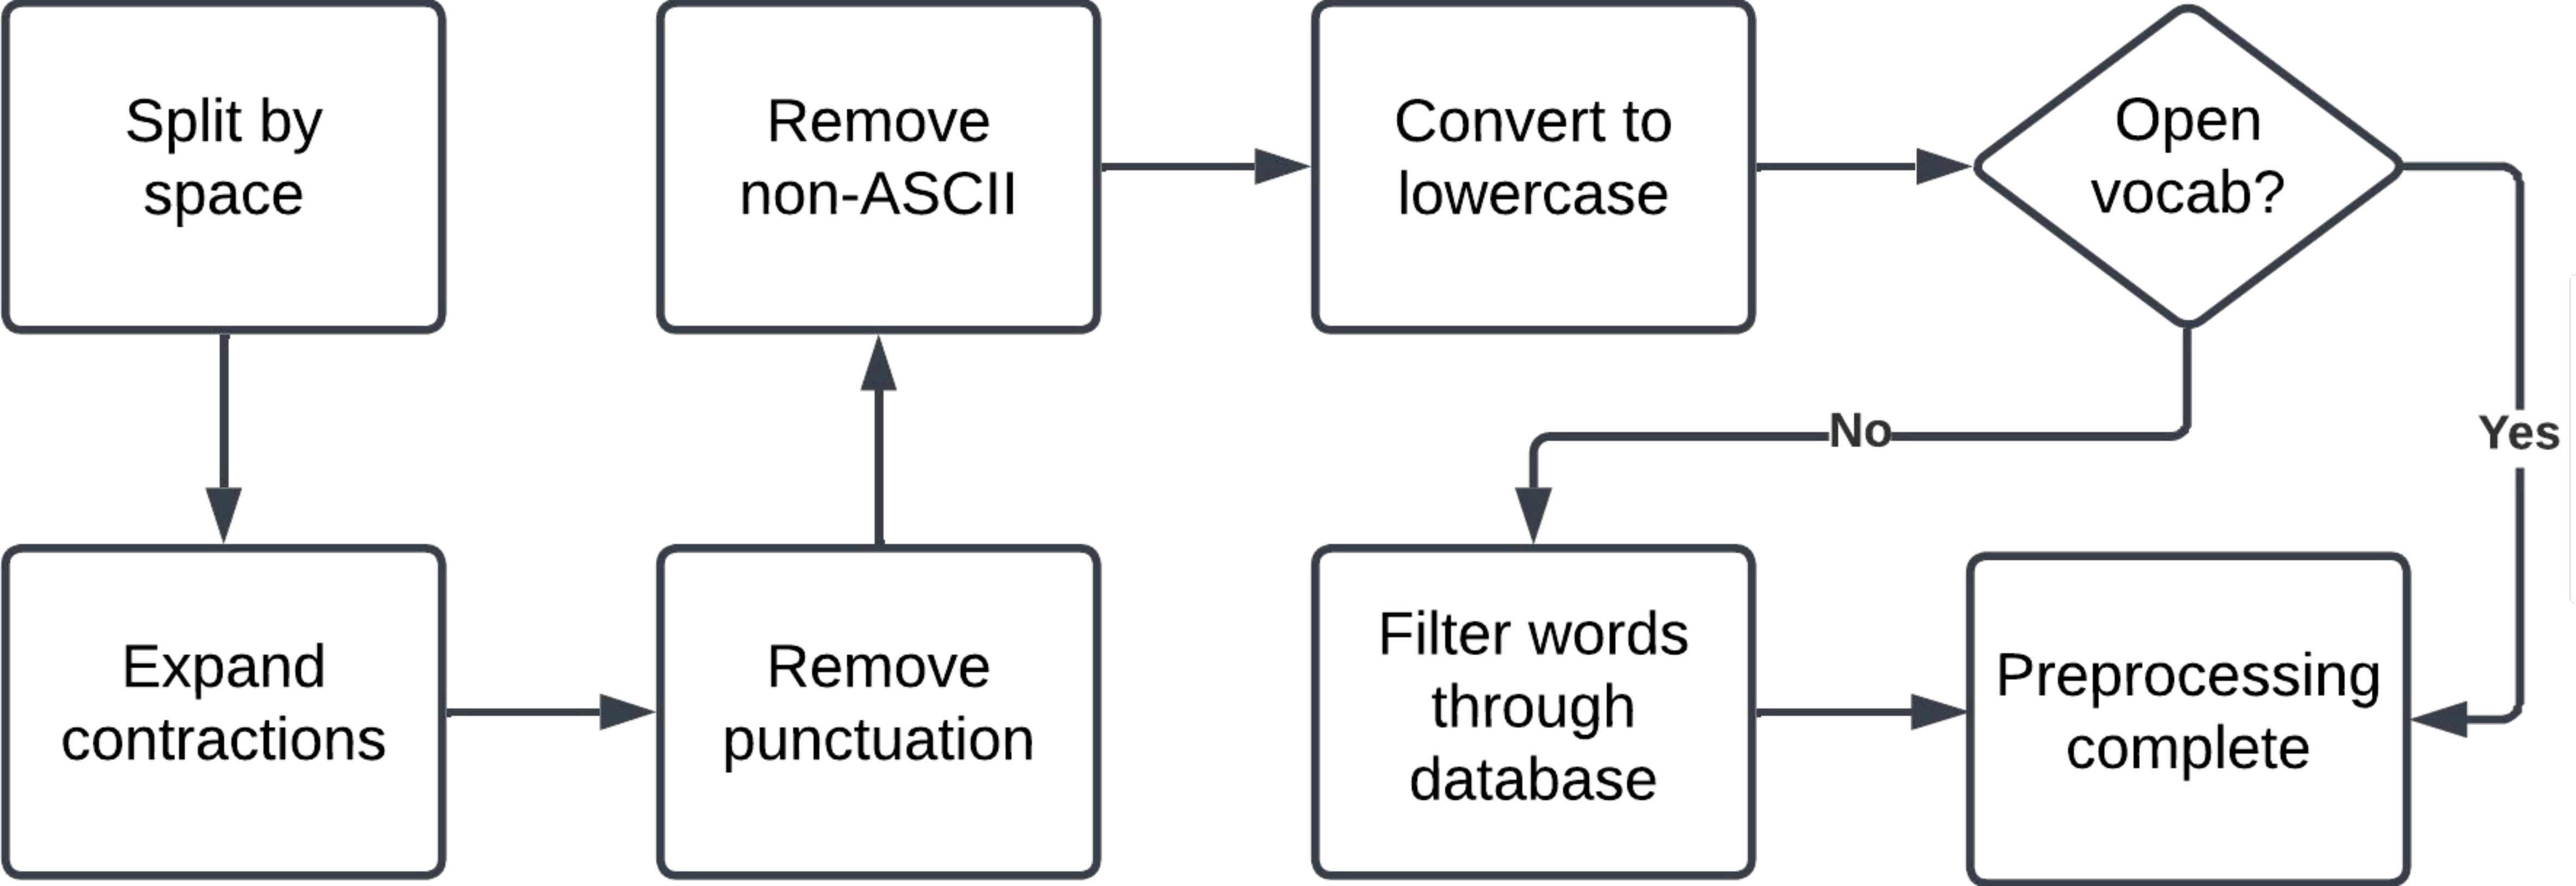 Split by
space
Remove
non-ASCII
Convert to
lowercase
Open
vocab?
No
Yes
Expand
contractions
Remove
punctuation
Filter words
through
database
Preprocessing
complete